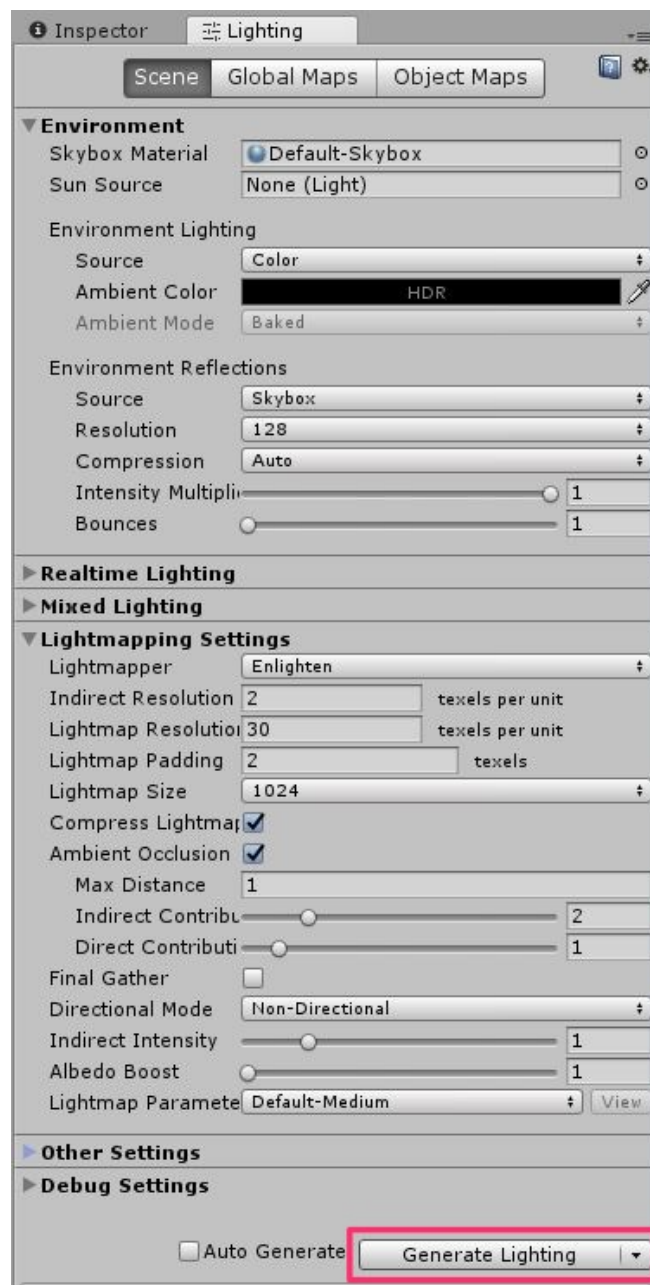 Inspector Lighting
Scene Global Maps Object Maps
Environment
Skybox Material Default-Skybox
Sun Source None (Light)
Environment Lighting
Source Color
Ambient Color HDR
Ambient Mode Baked
Environment Reflections
Source Skybox
Resolution 128
Compression Auto
Intensity Multipli 1
Bounces 1
Realtime Lighting
Mixed Lighting
Lightmapping Settings
Lightmapper Enlighten
Indirect Resolution 2 texels per unit
Lightmap Resolutio 30 texels per unit
Lightmap Padding 2 texels
Lightmap Size 1024
Compress Lightmap
Ambient Occlusion
Max Distance 1
Indirect Contribu 2
Direct Contributi 1
Final Gather
Directional Mode Non-Directional
Indirect Intensity 1
Albedo Boost 1
Lightmap Paramete Default-Medium View
Other Settings
Debug Settings
Auto Generate Generate Lighting